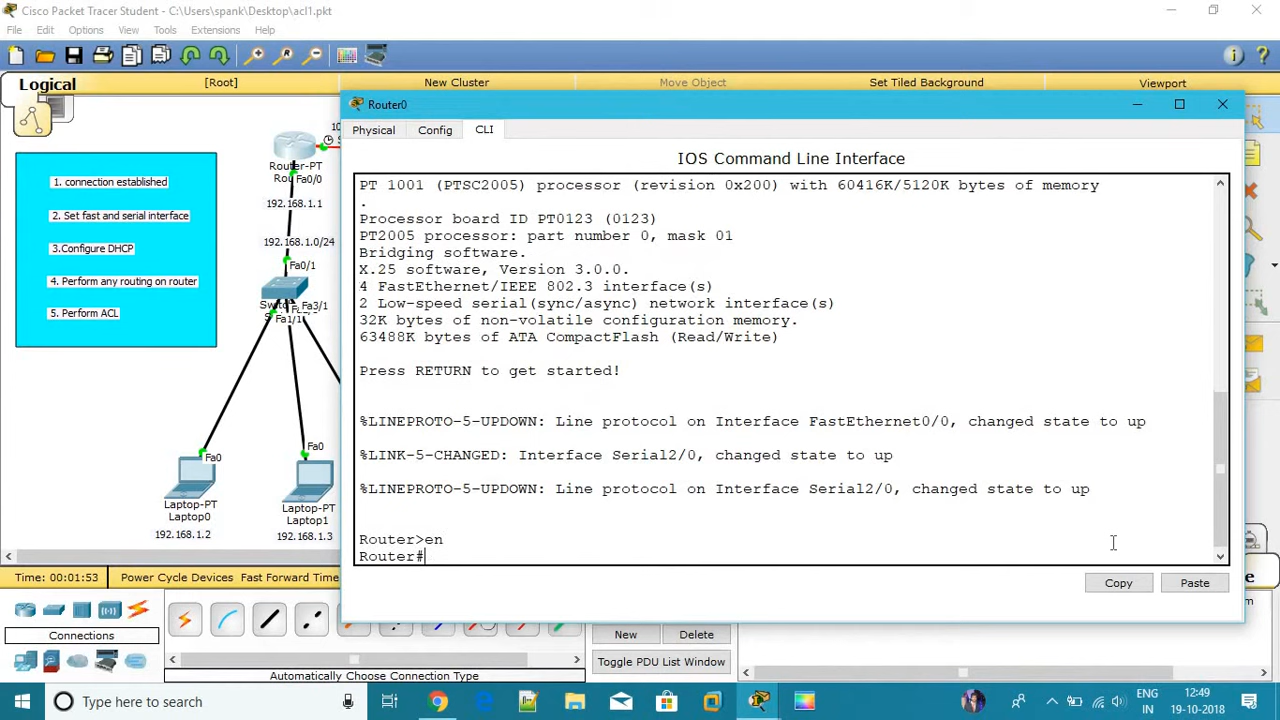 Cisco Packet Tracer Student - C:\Users\spank\Desktop\acl1.pkt
File Edit Options View Tools Extensions Help
Logical [Root] New Cluster Move Object Set Tiled Background Viewport
1. connection established
2. Set fast and serial interface
3.Configure DHCP
4. Perform any routing on router
5. Perform ACL
10
Router-PT
Rou Fa0/0
192.168.1.1
192.168.1.0/24
Fa0/1
Fa3/1
Fa1/1
Fa0
Laptop-PT
Laptop0
192.168.1.2
Fa0
Laptop-PT
Laptop1
192.168.1.3
Router0
Physical Config CLI
IOS Command Line Interface
PT 1001 (PTSC2005) processor (revision 0x200) with 60416K/5120K bytes of memory
.
Processor board ID PT0123 (0123)
PT2005 processor: part number 0, mask 01
Bridging software.
X.25 software, Version 3.0.0.
4 FastEthernet/IEEE 802.3 interface(s)
2 Low-speed serial(sync/async) network interface(s)
32K bytes of non-volatile configuration memory.
63488K bytes of ATA CompactFlash (Read/Write)
Press RETURN to get started!
%LINEPROTO-5-UPDOWN: Line protocol on Interface FastEthernet0/0, changed state to up
%LINK-5-CHANGED: Interface Serial2/0, changed state to up
%LINEPROTO-5-UPDOWN: Line protocol on Interface Serial2/0, changed state to up
Router>en
Router#
Copy Paste
Time: 00:01:53 Power Cycle Devices Fast Forward Time
Connections
New Delete
Toggle PDU List Window
Automatically Choose Connection Type
Type here to search
ENG
IN
12:49
19-10-2018